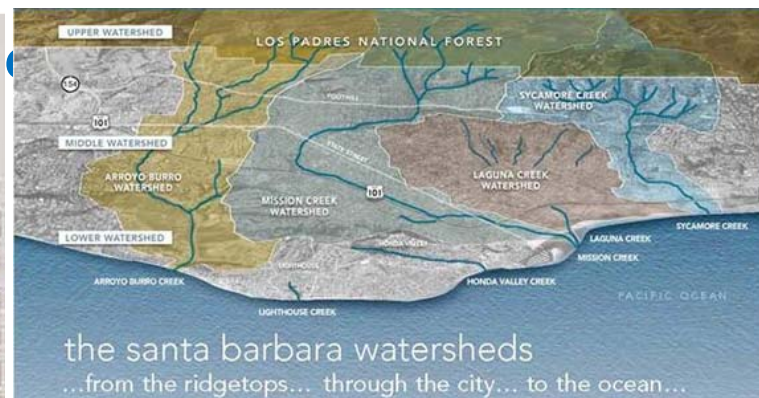 UPPER WATERSHED
LOS PADRES NATIONAL FOREST
154
FOOTHILL
SYCAMORE CREEK
WATERSHED
101
MIDDLE WATERSHED
STATE STREET
ARROYO BURRO
WATERSHED
LAGUNA CREEK
WATERSHED
101
MISSION CREEK
WATERSHED
SYCAMORE CREEK
LOWER WATERSHED
HONDA VALLEY
LAGUNA CREEK
MISSION CREEK
LIGHTHOUSE
ARROYO BURRO CREEK
HONDA VALLEY CREEK
PACIFIC OCEAN
LIGHTHOUSE CREEK
the santa barbara watersheds
...from the ridgetops... through the city... to the ocean...